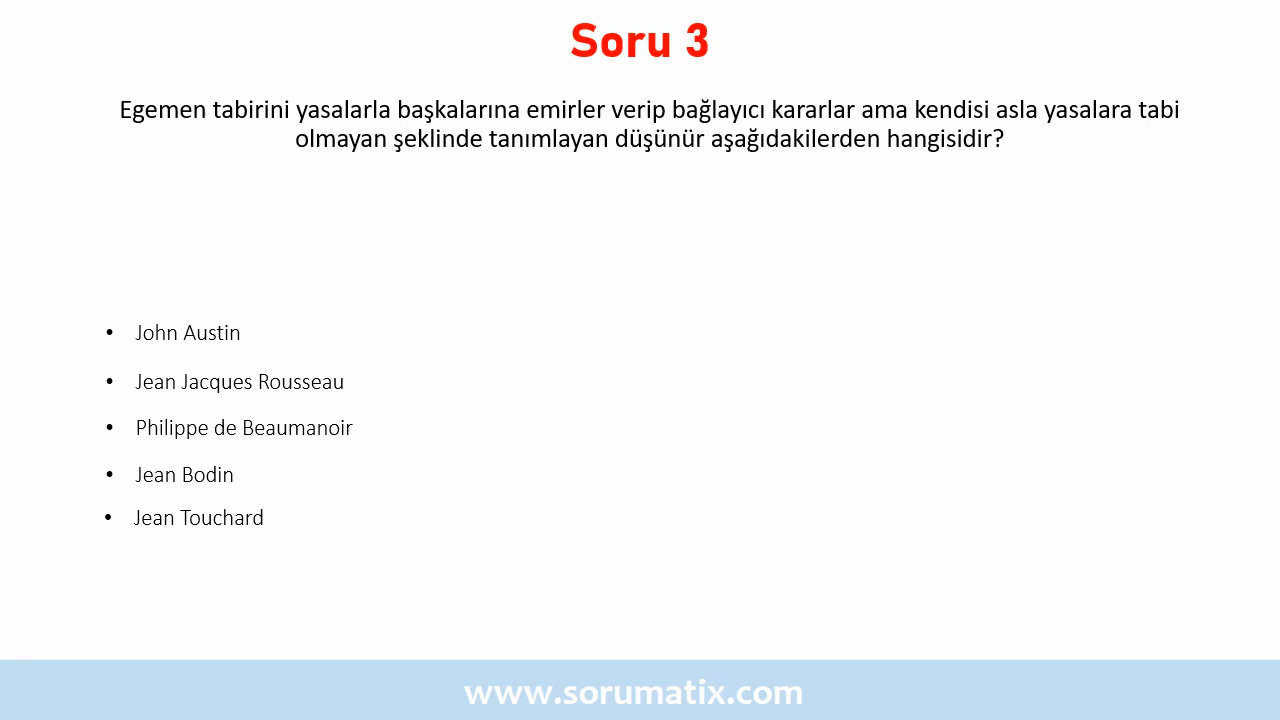 Soru 3
Egemen tabirini yasalarla başkalarına emirler verip bağlayıcı kararlar ama kendisi asla yasalara tabi
olmayan şeklinde tanımlayan düşünür aşağıdakilerden hangisidir?
• John Austin
• Jean Jacques Rousseau
• Philippe de Beaumanoir
• Jean Bodin
• Jean Touchard
www.sorumatix.com